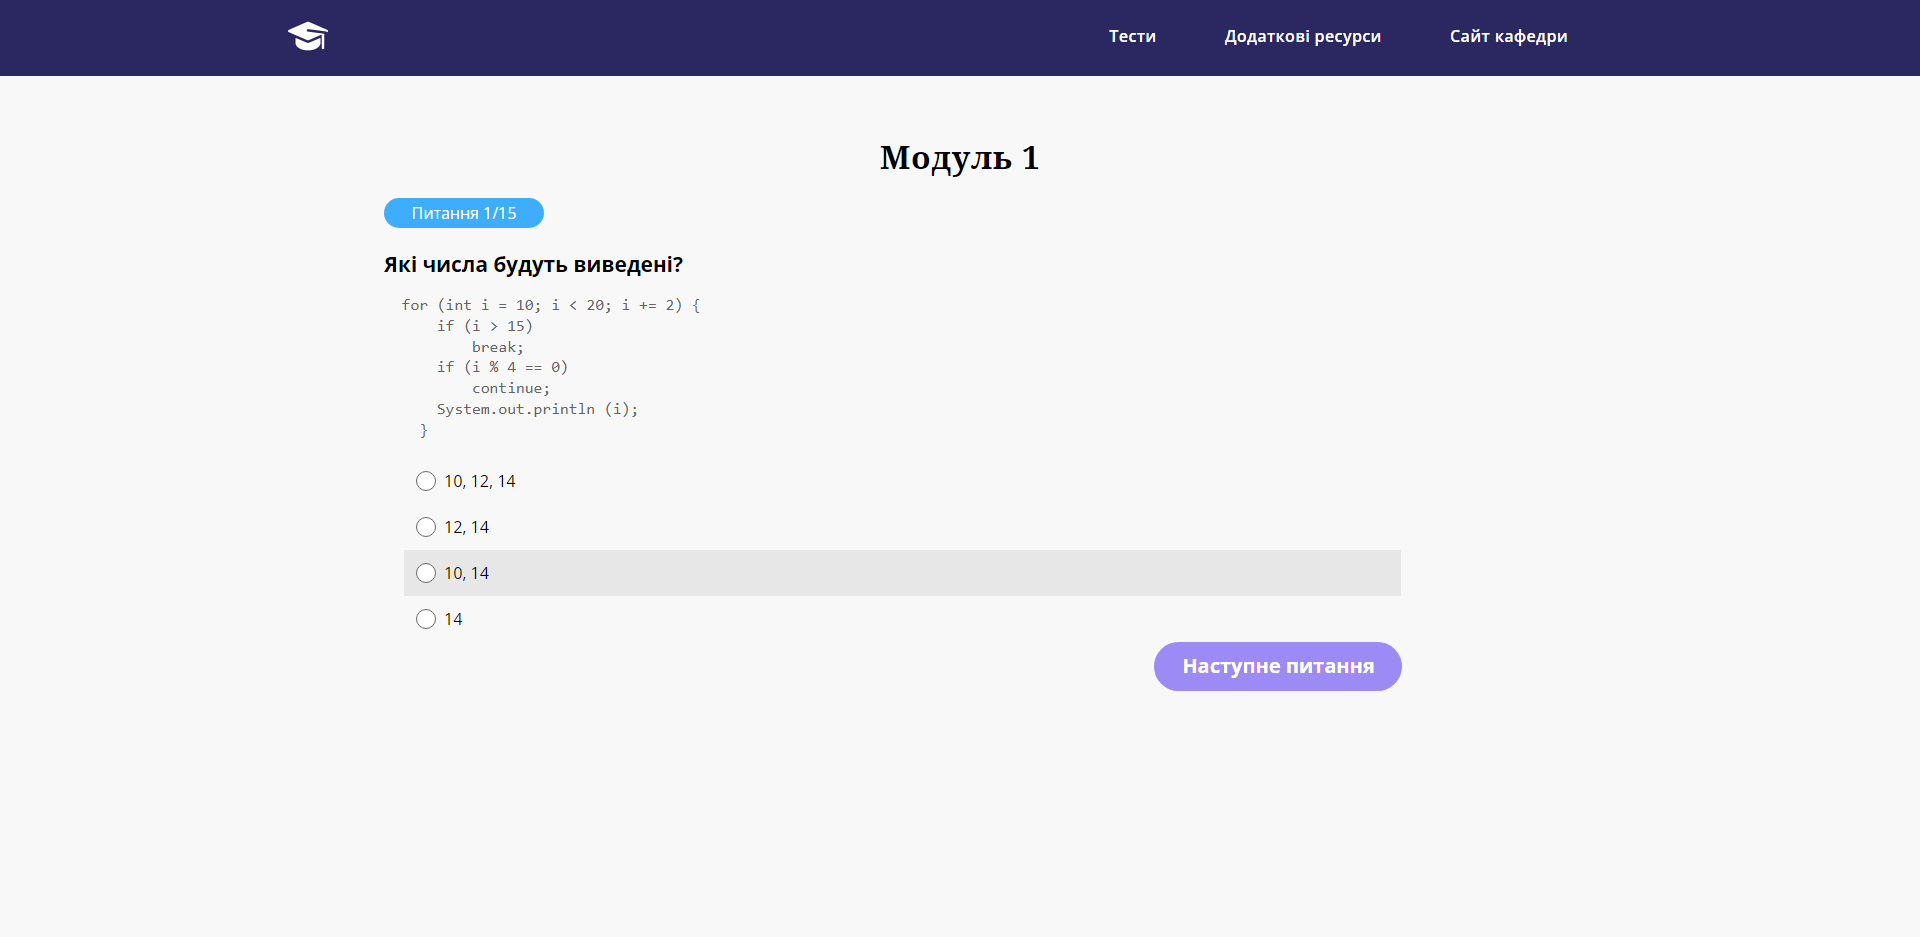 Тести Додаткові ресурси Сайт кафедри
Модуль 1
Питання 1/15
Які числа будуть виведені?
for (int i = 10; i < 20; i += 2) {
    if (i > 15)
        break;
    if (i % 4 == 0)
        continue;
    System.out.println (i);
  }
10, 12, 14
12, 14
10, 14
14
Наступне питання